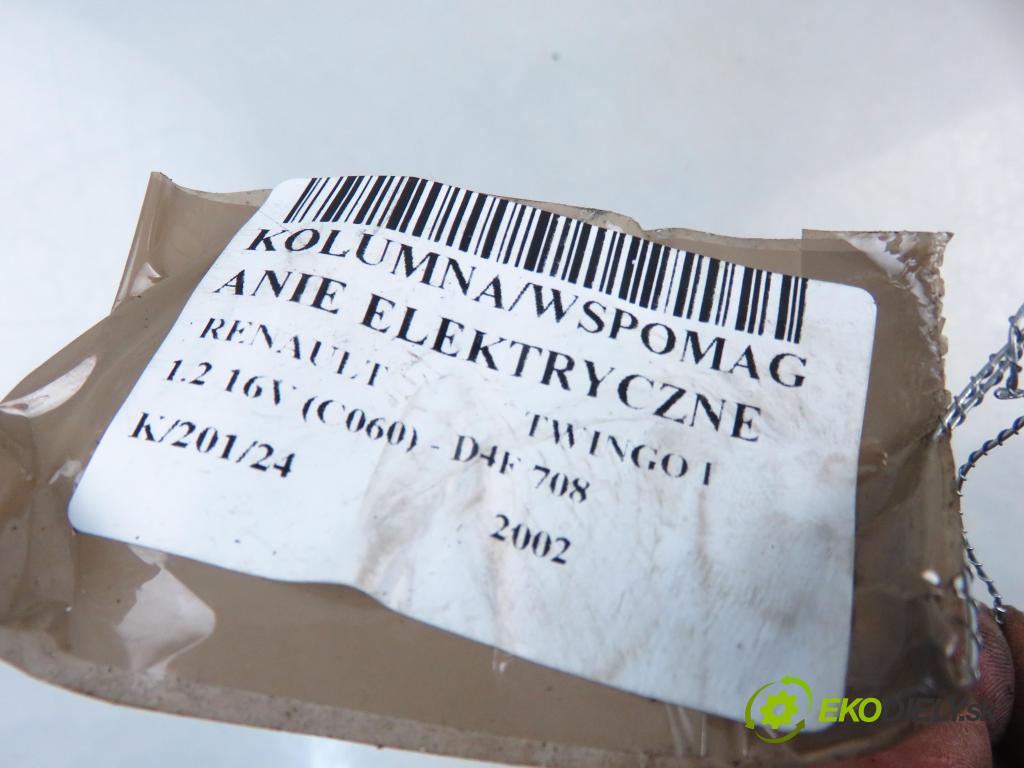 KOLUMNA/WSPOMAG
ANIE ELEKTRYCZNE
RENAULT TWINGO I
1.2 16V (C060) - D4F 708
K/201/24 2002
EKODIELY.sk